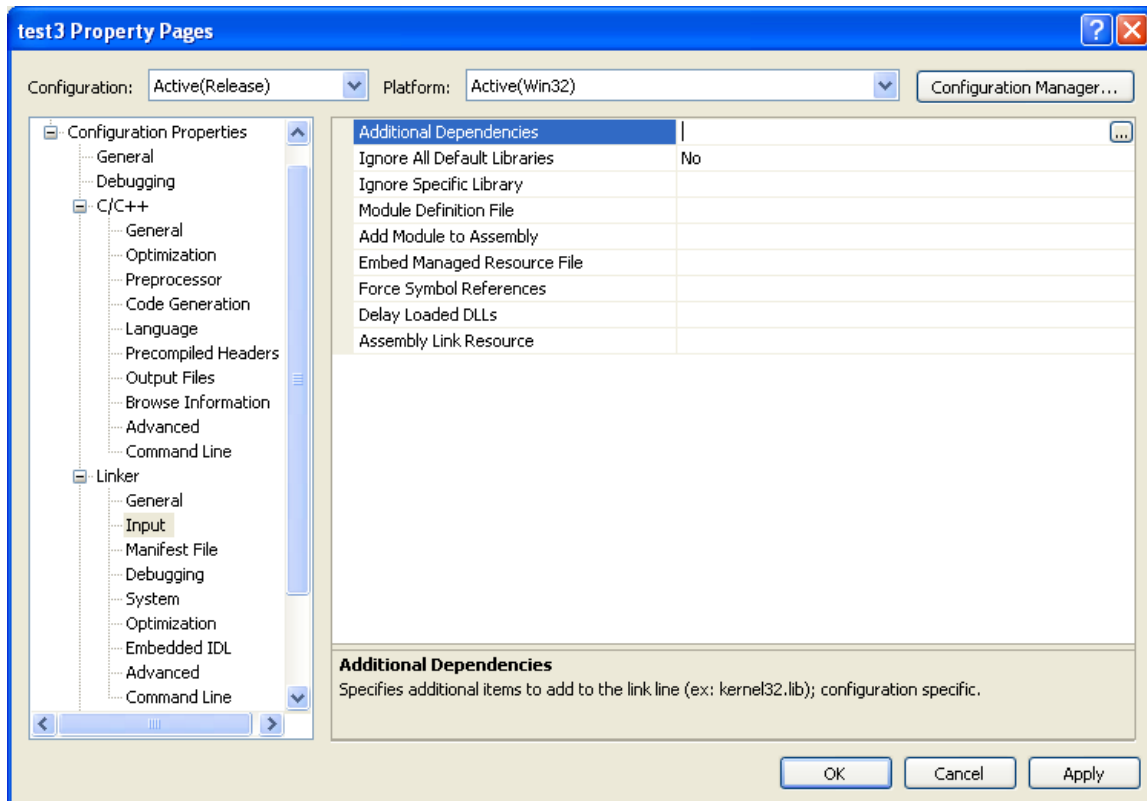 test3 Property Pages
Configuration: Active(Release) Platform: Active(Win32) Configuration Manager...
Configuration Properties
General
Debugging
C/C++
General
Optimization
Preprocessor
Code Generation
Language
Precompiled Headers
Output Files
Browse Information
Advanced
Command Line
Linker
General
Input
Manifest File
Debugging
System
Optimization
Embedded IDL
Advanced
Command Line
Additional Dependencies ...
Ignore All Default Libraries No
Ignore Specific Library
Module Definition File
Add Module to Assembly
Embed Managed Resource File
Force Symbol References
Delay Loaded DLLs
Assembly Link Resource
Additional Dependencies
Specifies additional items to add to the link line (ex: kernel32.lib); configuration specific.
OK Cancel Apply